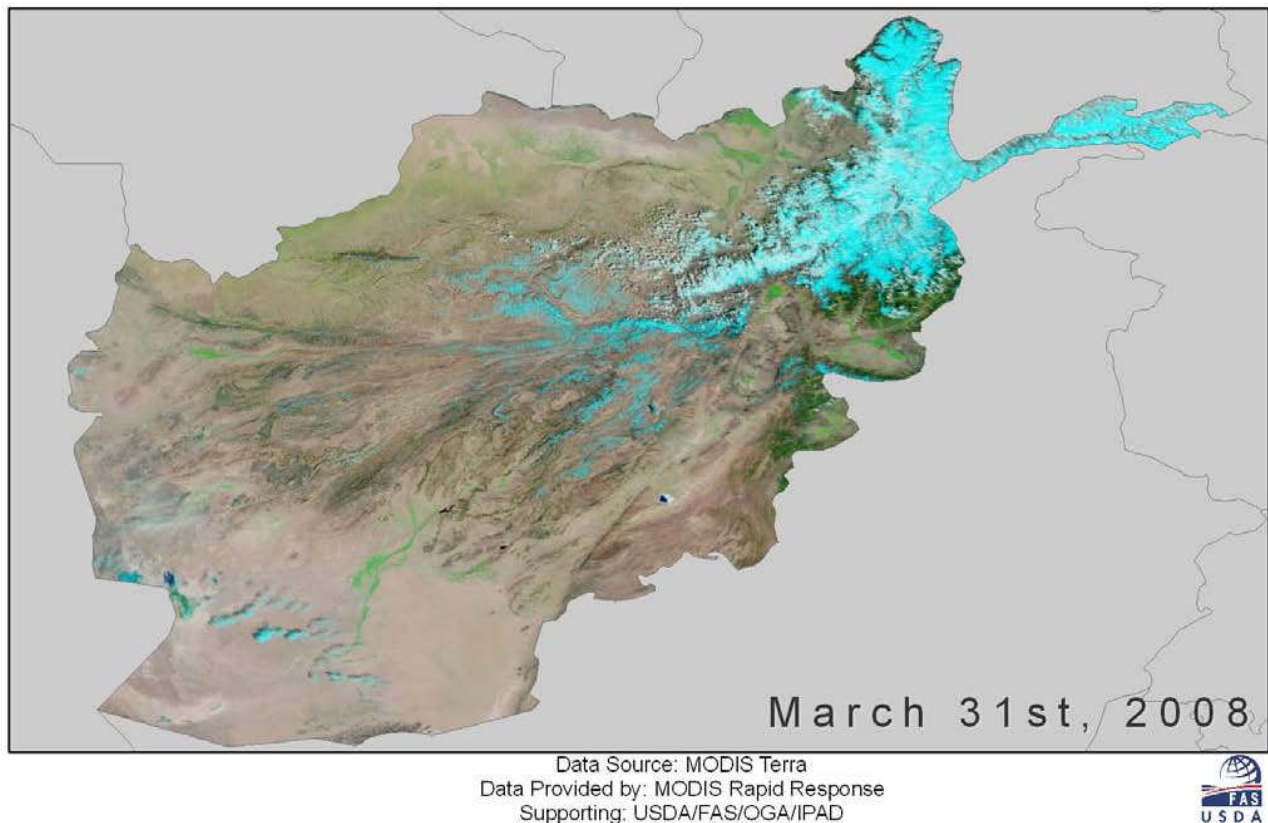 March 31st, 2008
Data Source: MODIS Terra
Data Provided by: MODIS Rapid Response
Supporting: USDA/FAS/OGA/IPAD
FAS
USDA